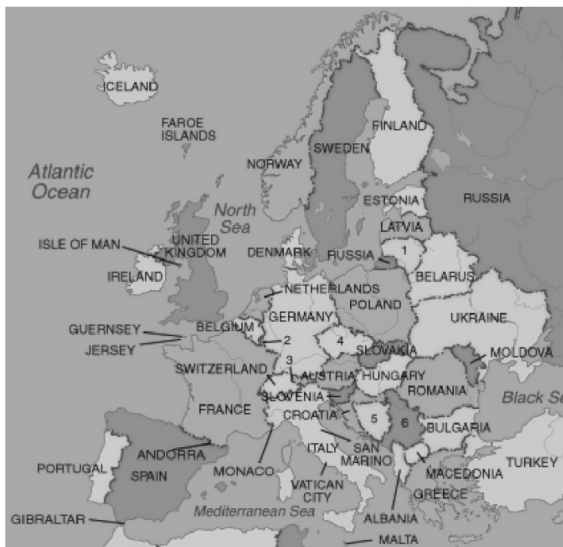 ICELAND
FAROE
ISLANDS
Atlantic
Ocean
NORWAY
SWEDEN
FINLAND
RUSSIA
ESTONIA
LATVIA
1
North
Sea
ISLE OF MAN
UNITED
KINGDOM
IRELAND
DENMARK
RUSSIA
BELARUS
NETHERLANDS
POLAND
GERMANY
BELGIUM
GUERNSEY
JERSEY
2
3
4
UKRAINE
SLOVAKIA
MOLDOVA
SWITZERLAND
AUSTRIA
HUNGARY
SLOVENIA
ROMANIA
FRANCE
CROATIA
5
6
Black Se
BULGARIA
ITALY
SAN
MARINO
ANDORRA
PORTUGAL
SPAIN
MONACO
VATICAN
CITY
MACEDONIA
TURKEY
GREECE
Mediterranean Sea
GIBRALTAR
ALBANIA
MALTA